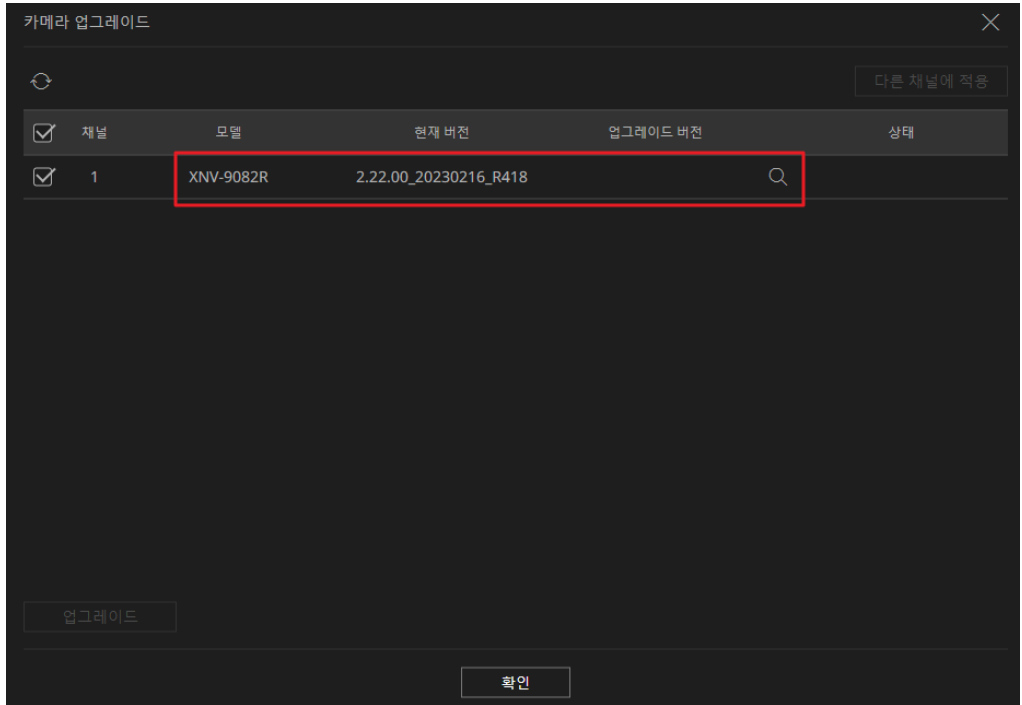 카메라 업그레이드
다른 채널에 적용
채널 모델 현재 버전 업그레이드 버전 상태
1 XNV-9082R 2.22.00_20230216_R418
업그레이드
확인